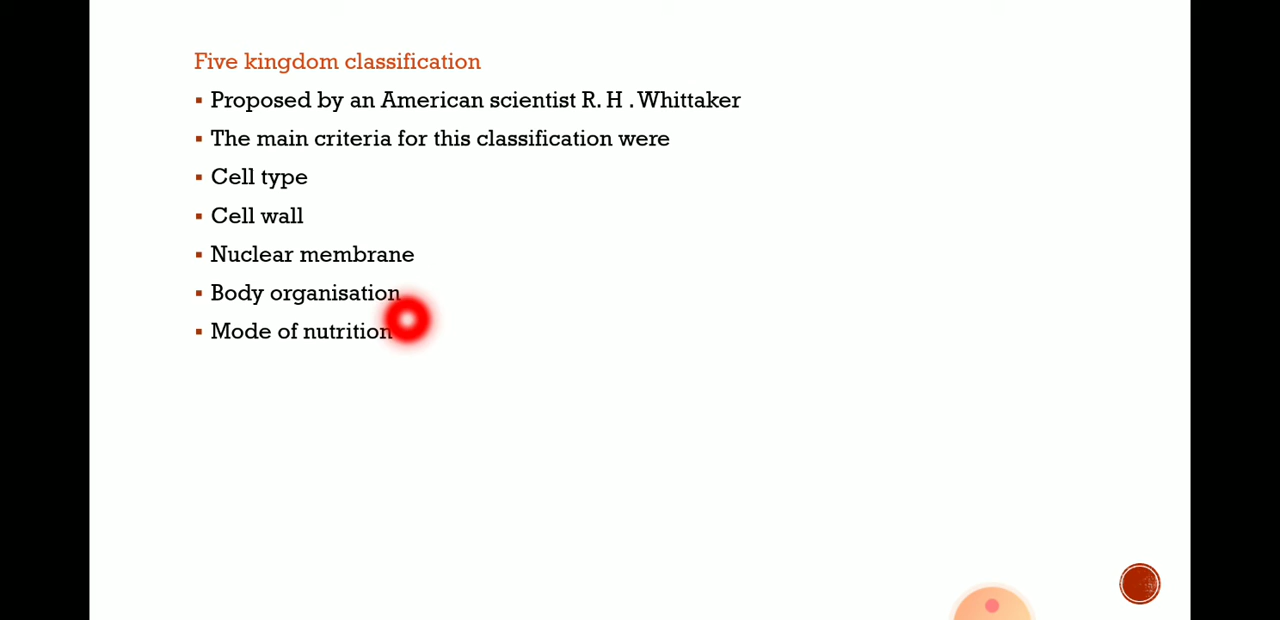 Five kingdom classification
▪ Proposed by an American scientist R. H . Whittaker
▪ The main criteria for this classification were
▪ Cell type
▪ Cell wall
▪ Nuclear membrane
▪ Body organisation
▪ Mode of nutrition